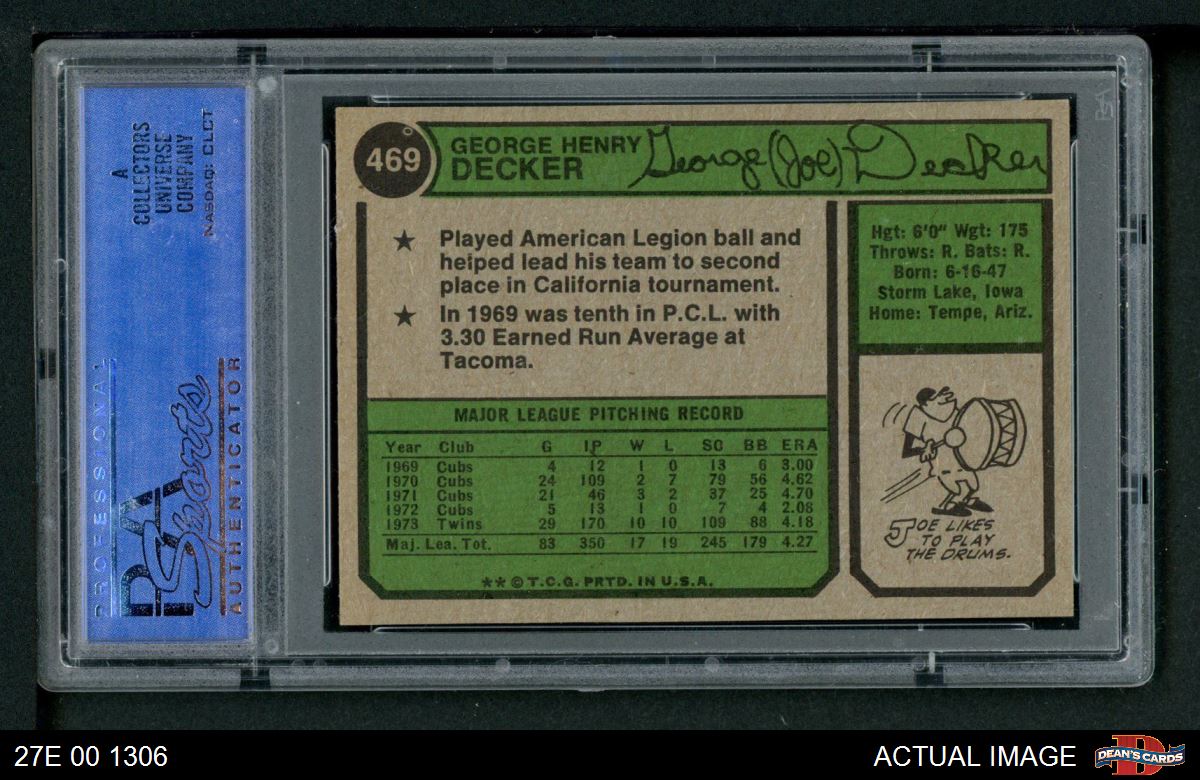 A
COLLECTORS
UNIVERSE
COMPANY
NASDAQ: CLCT
PROFESSIONAL
PSA
Sports
AUTHENTICATOR
469
GEORGE HENRY
DECKER
George (Joe) Decker
★ Played American Legion ball and
helped lead his team to second
place in California tournament.
★ In 1969 was tenth in P.C.L. with
3.30 Earned Run Average at
Tacoma.
Hgt: 6'0" Wgt: 175
Throws: R. Bats: R.
Born: 6-16-47
Storm Lake, Iowa
Home: Tempe, Ariz.
MAJOR LEAGUE PITCHING RECORD
Year Club G IP W L SO BB ERA
1969 Cubs 4 12 1 0 13 6 3.00
1970 Cubs 24 109 2 7 79 56 4.62
1971 Cubs 21 46 3 2 37 25 4.70
1972 Cubs 5 13 1 0 7 4 2.08
1973 Twins 29 170 10 10 109 88 4.18
Maj. Lea. Tot. 83 350 17 19 245 179 4.27
** © T.C.G. PRTD. IN U.S.A.
JOE LIKES
TO PLAY
THE DRUMS.
27E 00 1306
ACTUAL IMAGE
DEAN'S CARDS